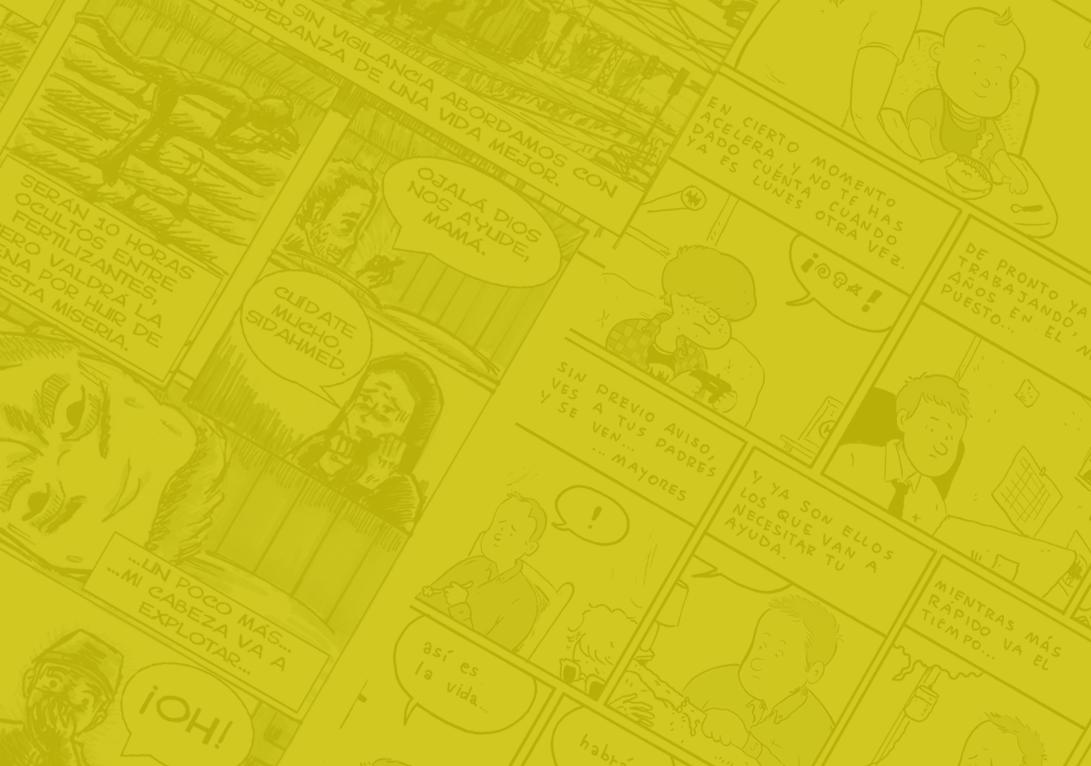 N SIN VIGILANCIA ABORDAMOS CON
SPERANZA DE UNA VIDA MEJOR.
SERÁN 10 HORAS
OCULTOS ENTRE
FERTILIZANTES,
ERO VALDRÁ LA
ENA POR HUIR DE
ESTA MISERIA.
OJALÁ DIOS
NOS AYUDE,
MAMÁ.
CUÍDATE
MUCHO,
SIDAHMED.
...UN POCO MÁS...
...MI CABEZA VA A
EXPLOTAR...
¡OH!
EN CIERTO MOMENTO
ACELERA, Y NO TE HAS
DADO CUENTA CUANDO
YA ES LUNES OTRA VEZ.
¡@☆!
DE PRONTO YA
TRABAJANDO,
AÑOS EN EL
PUESTO...
SIN PREVIO AVISO,
VES A TUS PADRES
Y SE VEN...
...MAYORES
!
Y YA SON ELLOS
LOS QUE VAN A
NECESITAR TU
AYUDA.
MIENTRAS MÁS
RÁPIDO VA EL
TIEMPO...
así es
la vida...
habrá